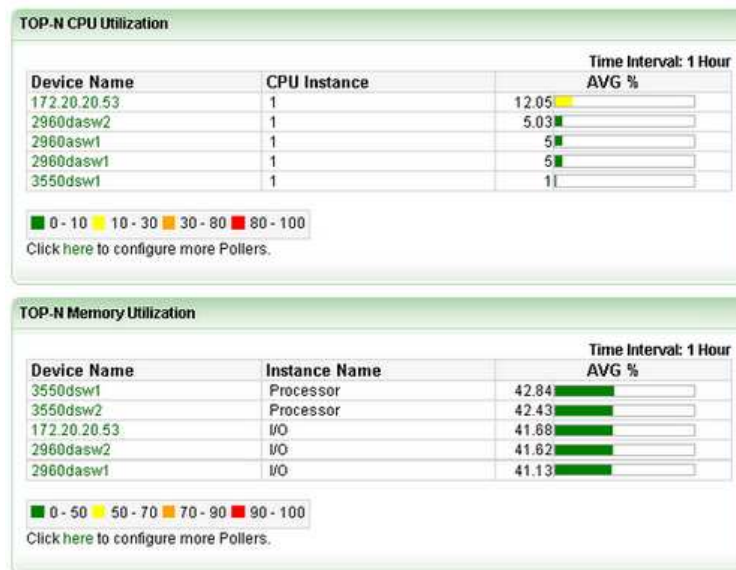 TOP-N CPU Utilization
Time Interval: 1 Hour
Device Name CPU Instance AVG %
172.20.20.53 1 12.05
2960dasw2 1 5.03
2960asw1 1 5
2960dasw1 1 5
3550dsw1 1 1
0 - 10 10 - 30 30 - 80 80 - 100
Click here to configure more Pollers.
TOP-N Memory Utilization
Time Interval: 1 Hour
Device Name Instance Name AVG %
3550dsw1 Processor 42.84
3550dsw2 Processor 42.43
172.20.20.53 I/O 41.68
2960dasw2 I/O 41.62
2960dasw1 I/O 41.13
0 - 50 50 - 70 70 - 90 90 - 100
Click here to configure more Pollers.